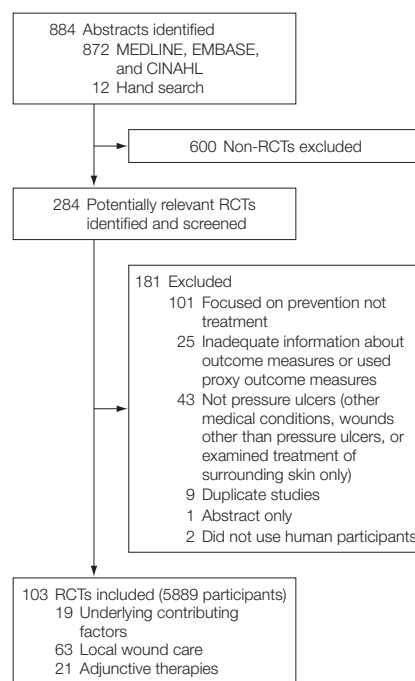 884 Abstracts identified
872 MEDLINE, EMBASE,
and CINAHL
12 Hand search
600 Non-RCTs excluded
284 Potentially relevant RCTs
identified and screened
181 Excluded
101 Focused on prevention not
treatment
25 Inadequate information about
outcome measures or used
proxy outcome measures
43 Not pressure ulcers (other
medical conditions, wounds
other than pressure ulcers, or
examined treatment of
surrounding skin only)
9 Duplicate studies
1 Abstract only
2 Did not use human participants
103 RCTs included (5889 participants)
19 Underlying contributing
factors
63 Local wound care
21 Adjunctive therapies